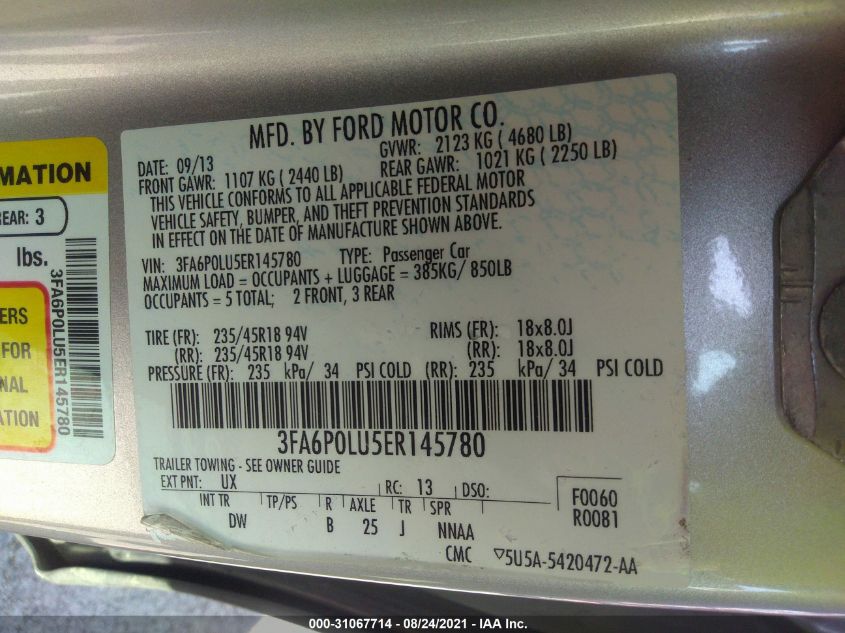 MATION
REAR: 3
lbs.
ERS
FOR
NAL
ATION
3FA6P0LU5ER145780
MFD. BY FORD MOTOR CO.
DATE: 09/13 GVWR: 2123 KG ( 4680 LB)
FRONT GAWR: 1107 KG ( 2440 LB) REAR GAWR: 1021 KG ( 2250 LB)
THIS VEHICLE CONFORMS TO ALL APPLICABLE FEDERAL MOTOR
VEHICLE SAFETY, BUMPER, AND THEFT PREVENTION STANDARDS
IN EFFECT ON THE DATE OF MANUFACTURE SHOWN ABOVE.
VIN: 3FA6P0LU5ER145780 TYPE: Passenger Car
MAXIMUM LOAD = OCCUPANTS + LUGGAGE = 385KG/ 850LB
OCCUPANTS = 5 TOTAL; 2 FRONT, 3 REAR
TIRE (FR): 235/45R18 94V RIMS (FR): 18x8.0J
(RR): 235/45R18 94V (RR): 18x8.0J
PRESSURE (FR): 235 kPa/ 34 PSI COLD (RR): 235 kPa/ 34 PSI COLD
3FA6P0LU5ER145780
TRAILER TOWING - SEE OWNER GUIDE
EXT PNT: UX RC: 13 DSO: F0060
INT TR TP/PS R AXLE TR SPR R0081
DW B 25 J NNAA
CMC ▽5U5A-5420472-AA
000-31067714 - 08/24/2021 - IAA Inc.